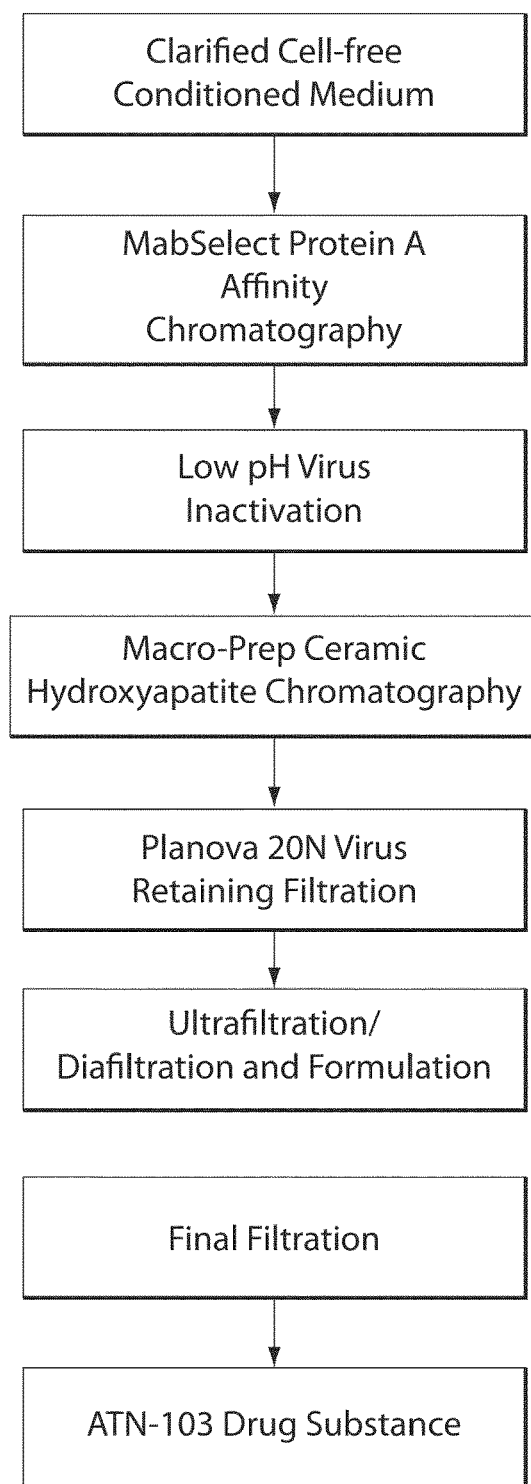 Clarified Cell-free
Conditioned Medium
MabSelect Protein A
Affinity
Chromatography
Low pH Virus
Inactivation
Macro-Prep Ceramic
Hydroxyapatite Chromatography
Planova 20N Virus
Retaining Filtration
Ultrafiltration/
Diafiltration and Formulation
Final Filtration
ATN-103 Drug Substance